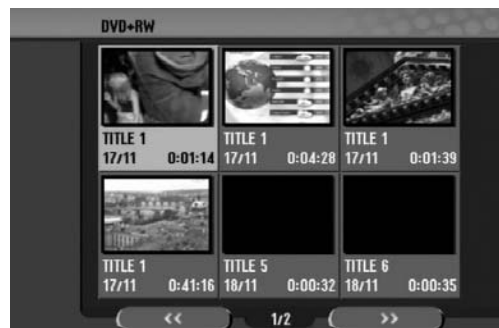 DVD+RW
TITLE 1 TITLE 1 TITLE 1
17/11 0:01:14 17/11 0:04:28 17/11 0:01:39
TITLE 1 TITLE 5 TITLE 6
17/11 0:41:16 18/11 0:00:32 18/11 0:00:35
<< 1/2 >>